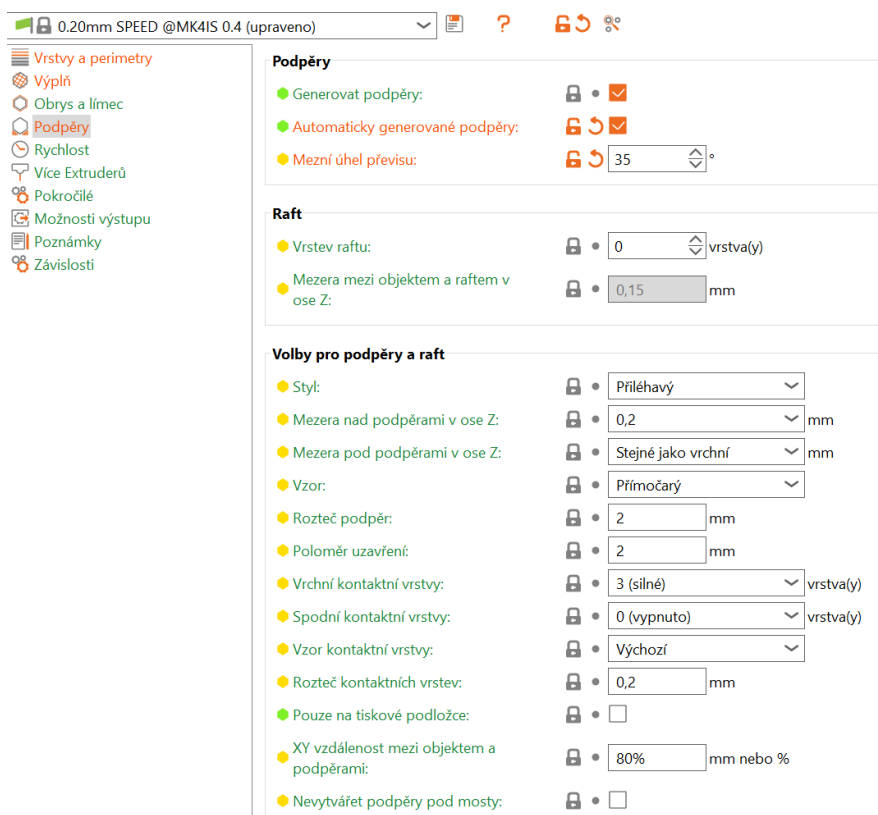 0.20mm SPEED @MK4IS 0.4 (upraveno)
?
Vrstvy a perimetry
Výplň
Obrys a límec
Podpěry
Rychlost
Více Extruderů
Pokročilé
Možnosti výstupu
Poznámky
Závislosti
Podpěry
Generovat podpěry:
Automaticky generované podpěry:
Mezní úhel převisu: 35 °
Raft
Vrstev raftu: 0 vrstva(y)
Mezera mezi objektem a raftem v
ose Z: 0,15 mm
Volby pro podpěry a raft
Styl: Přiléhavý
Mezera nad podpěrami v ose Z: 0,2 mm
Mezera pod podpěrami v ose Z: Stejné jako vrchní mm
Vzor: Přímočarý
Rozteč podpěr: 2 mm
Poloměr uzavření: 2 mm
Vrchní kontaktní vrstvy: 3 (silné) vrstva(y)
Spodní kontaktní vrstvy: 0 (vypnuto) vrstva(y)
Vzor kontaktní vrstvy: Výchozí
Rozteč kontaktních vrstev: 0,2 mm
Pouze na tiskové podložce:
XY vzdálenost mezi objektem a
podpěrami: 80% mm nebo %
Nevytvářet podpěry pod mosty: